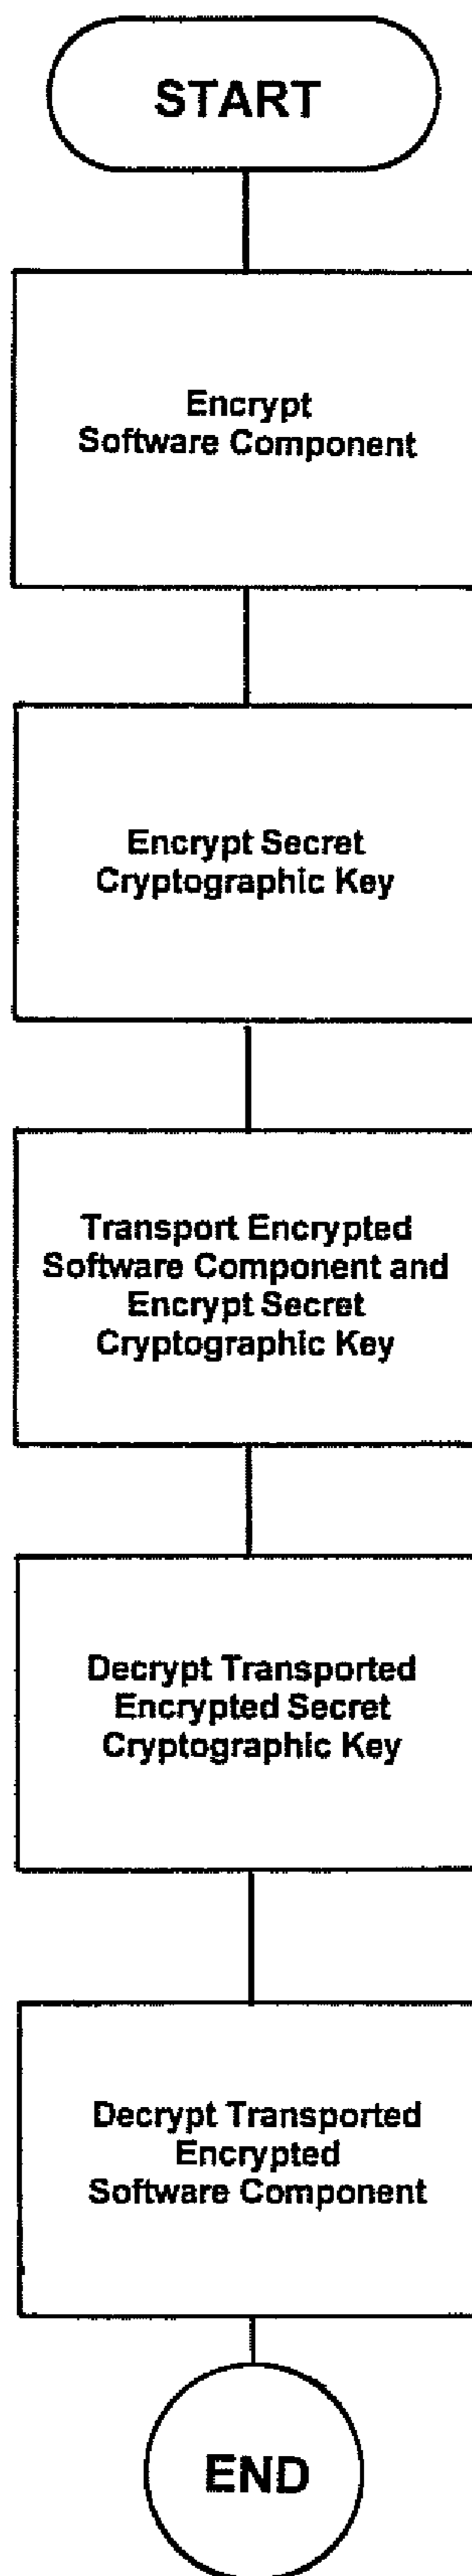 START
Encrypt
Software Component
Encrypt Secret
Cryptographic Key
Transport Encrypted
Software Component and
Encrypt Secret
Cryptographic Key
Decrypt Transported
Encrypted Secret
Cryptographic Key
Decrypt Transported
Encrypted
Software Component
END